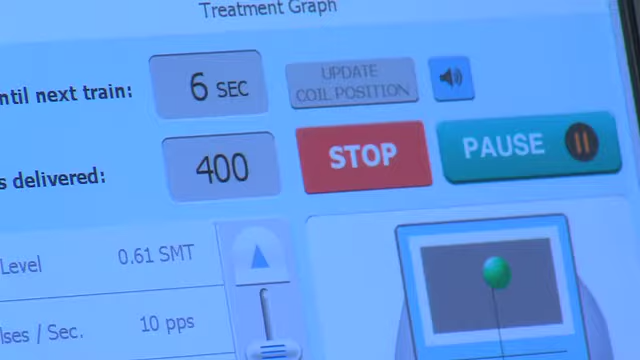 Treatment Graph
ntil next train:
6 SEC
UPDATE
COIL POSITION
s delivered:
400
STOP
PAUSE
Level
0.61 SMT
lses / Sec.
10 pps